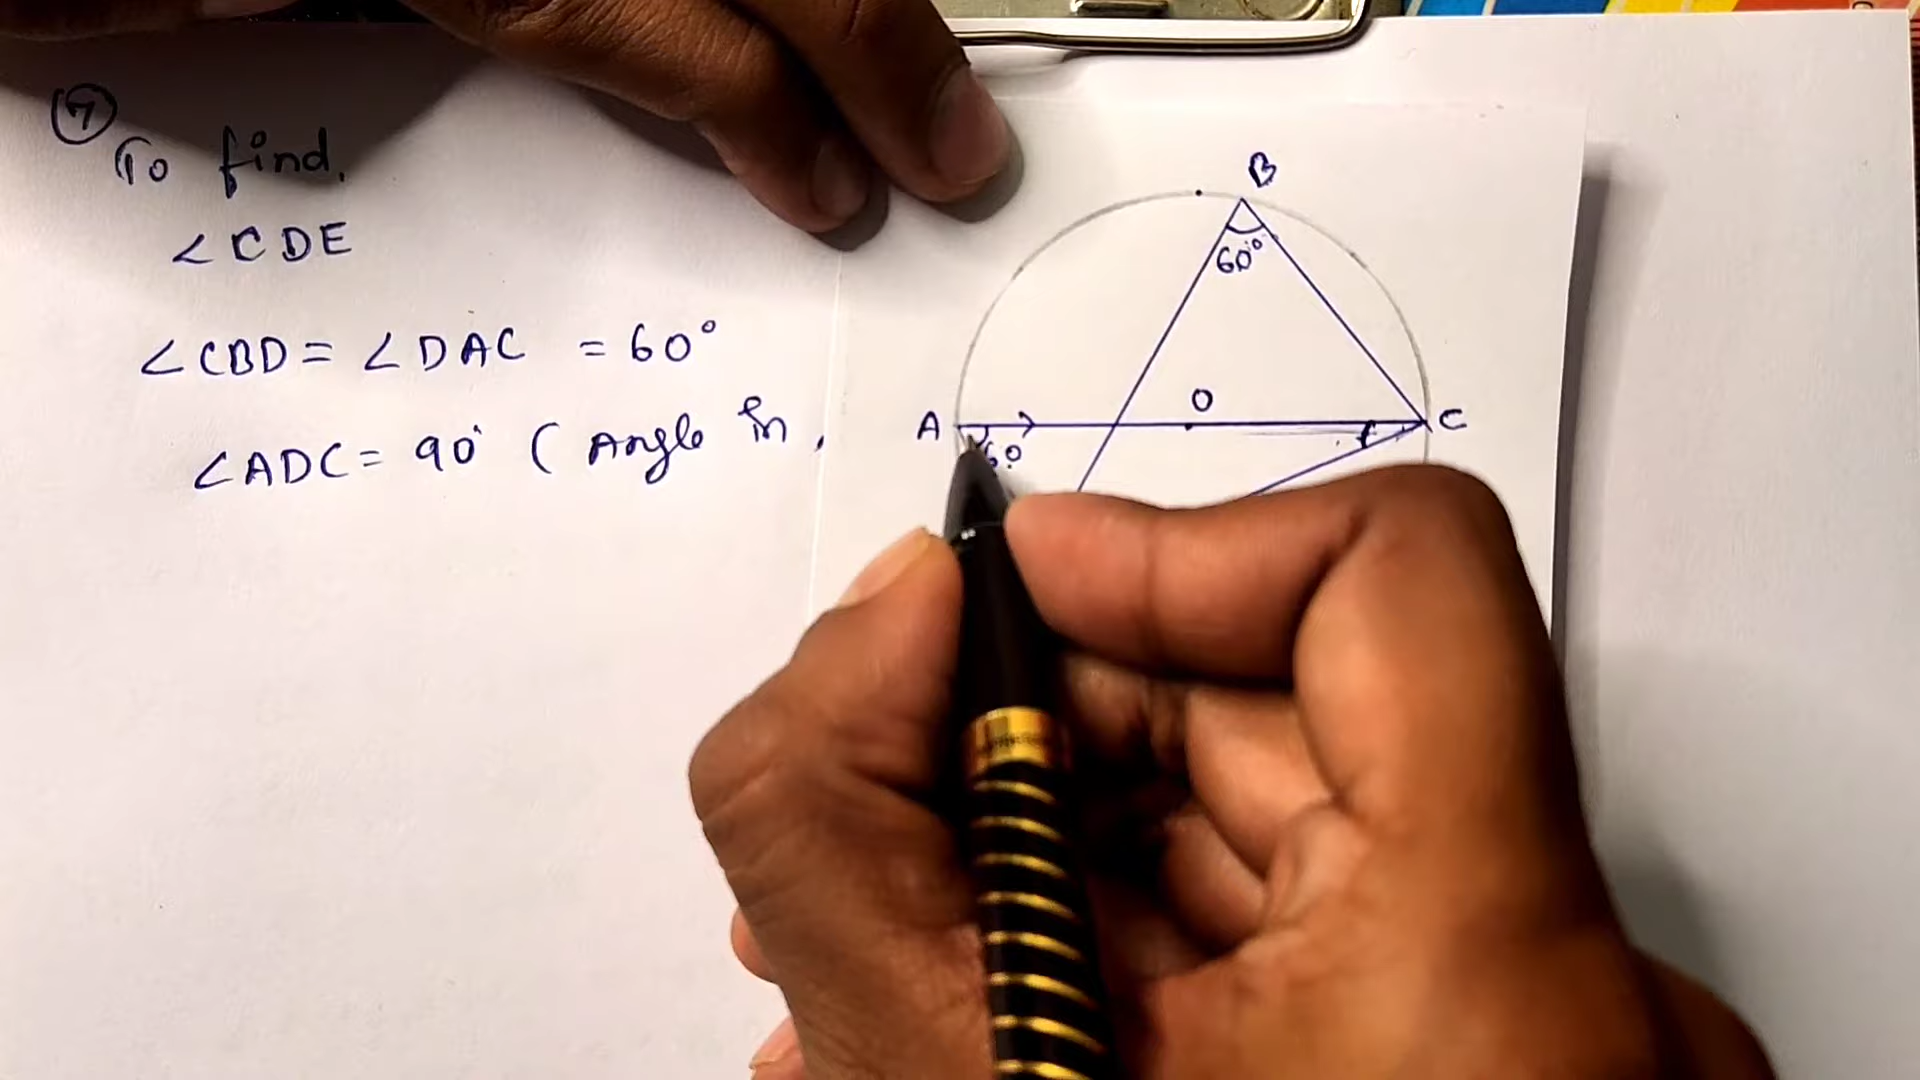 7
To find.
∠CDE
∠CBD = ∠DAC = 60°
∠ADC = 90° ( Angle in ,
B
60°
O
A
C
60